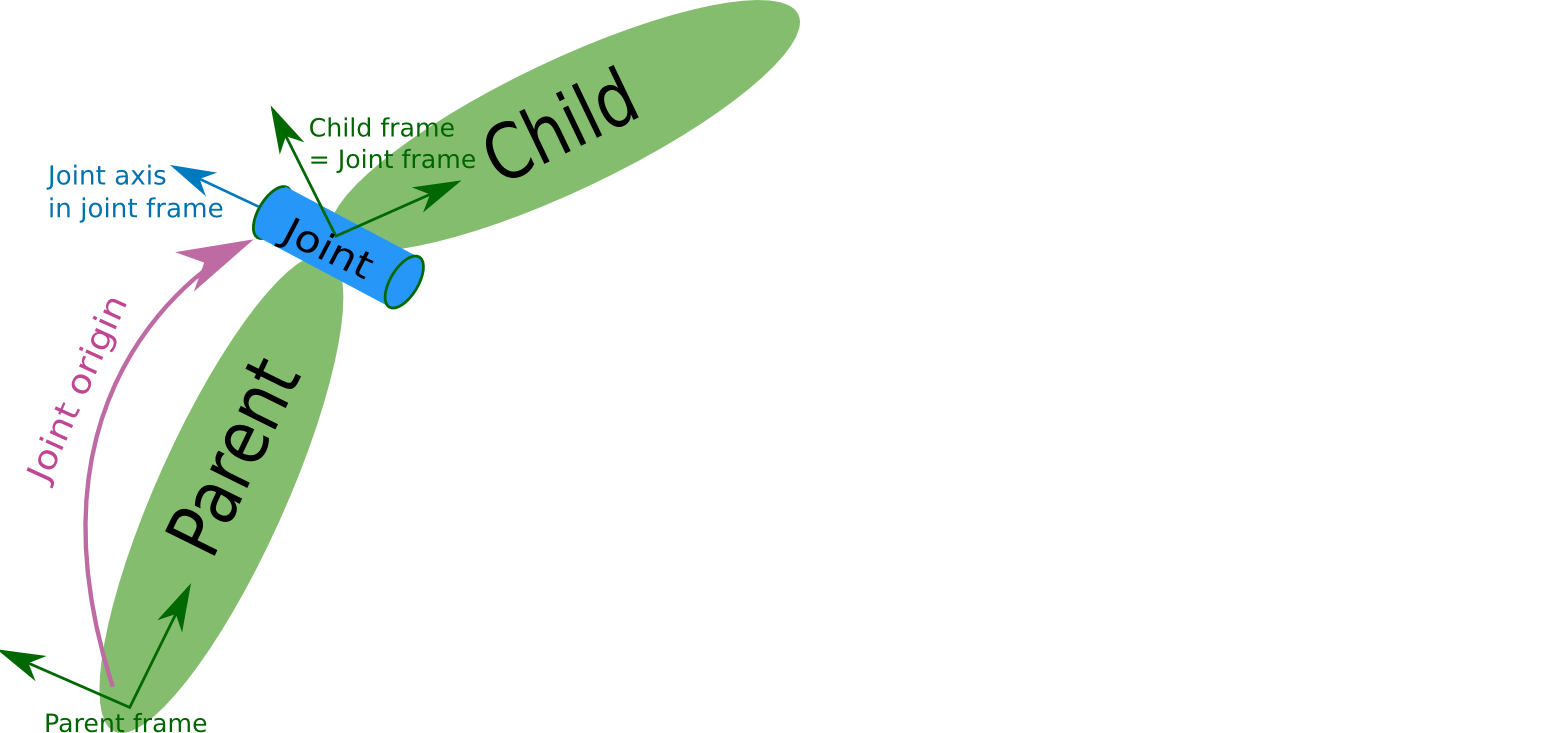 Child
Child frame
= Joint frame
Joint axis
in joint frame
Joint
Joint origin
Parent
Parent frame